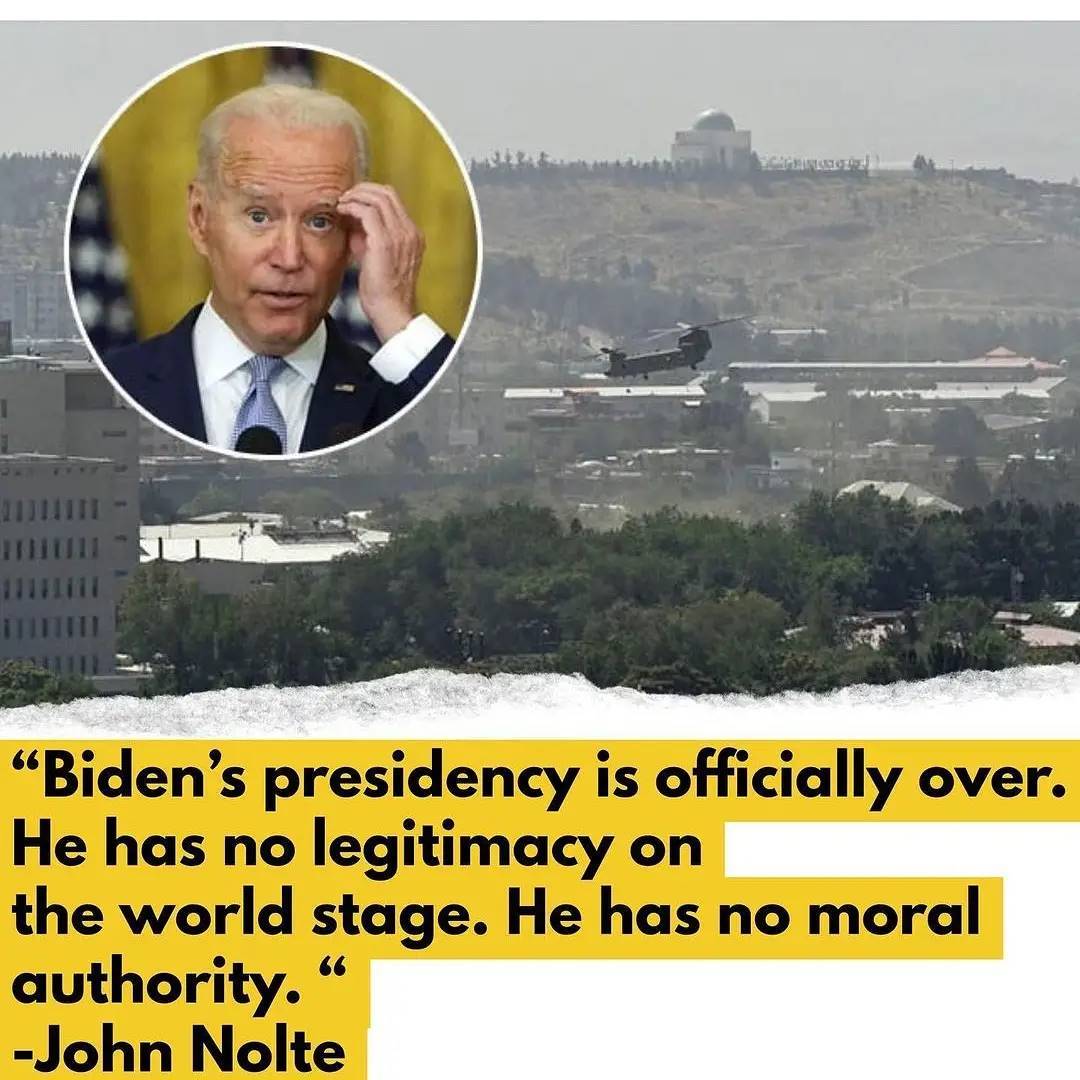 “Biden’s presidency is officially over.
He has no legitimacy on
the world stage. He has no moral
authority. “
-John Nolte